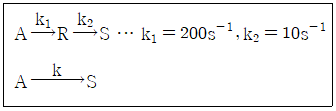 A —k₁→ R —k₂→ S ⋯ k₁ = 200s⁻¹, k₂ = 10s⁻¹
A —k→ S